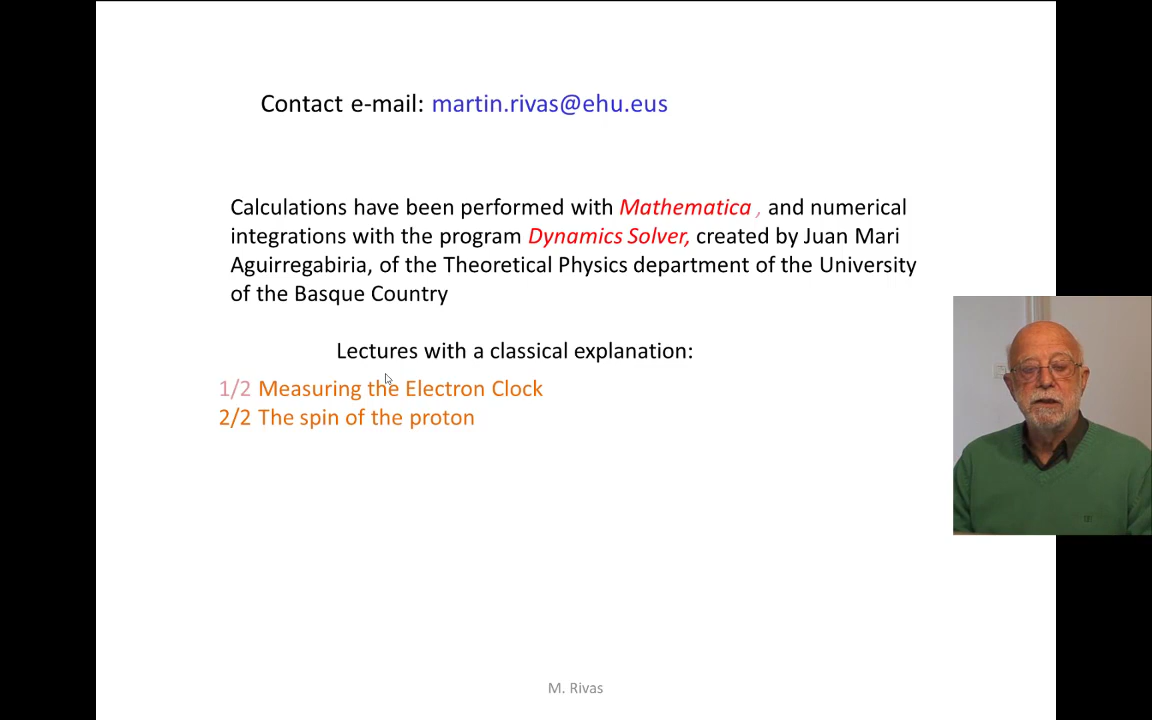 Contact e-mail: martin.rivas@ehu.eus
Calculations have been performed with Mathematica , and numerical
integrations with the program Dynamics Solver, created by Juan Mari
Aguirregabiria, of the Theoretical Physics department of the University
of the Basque Country
Lectures with a classical explanation:
1/2 Measuring the Electron Clock
2/2 The spin of the proton
M. Rivas